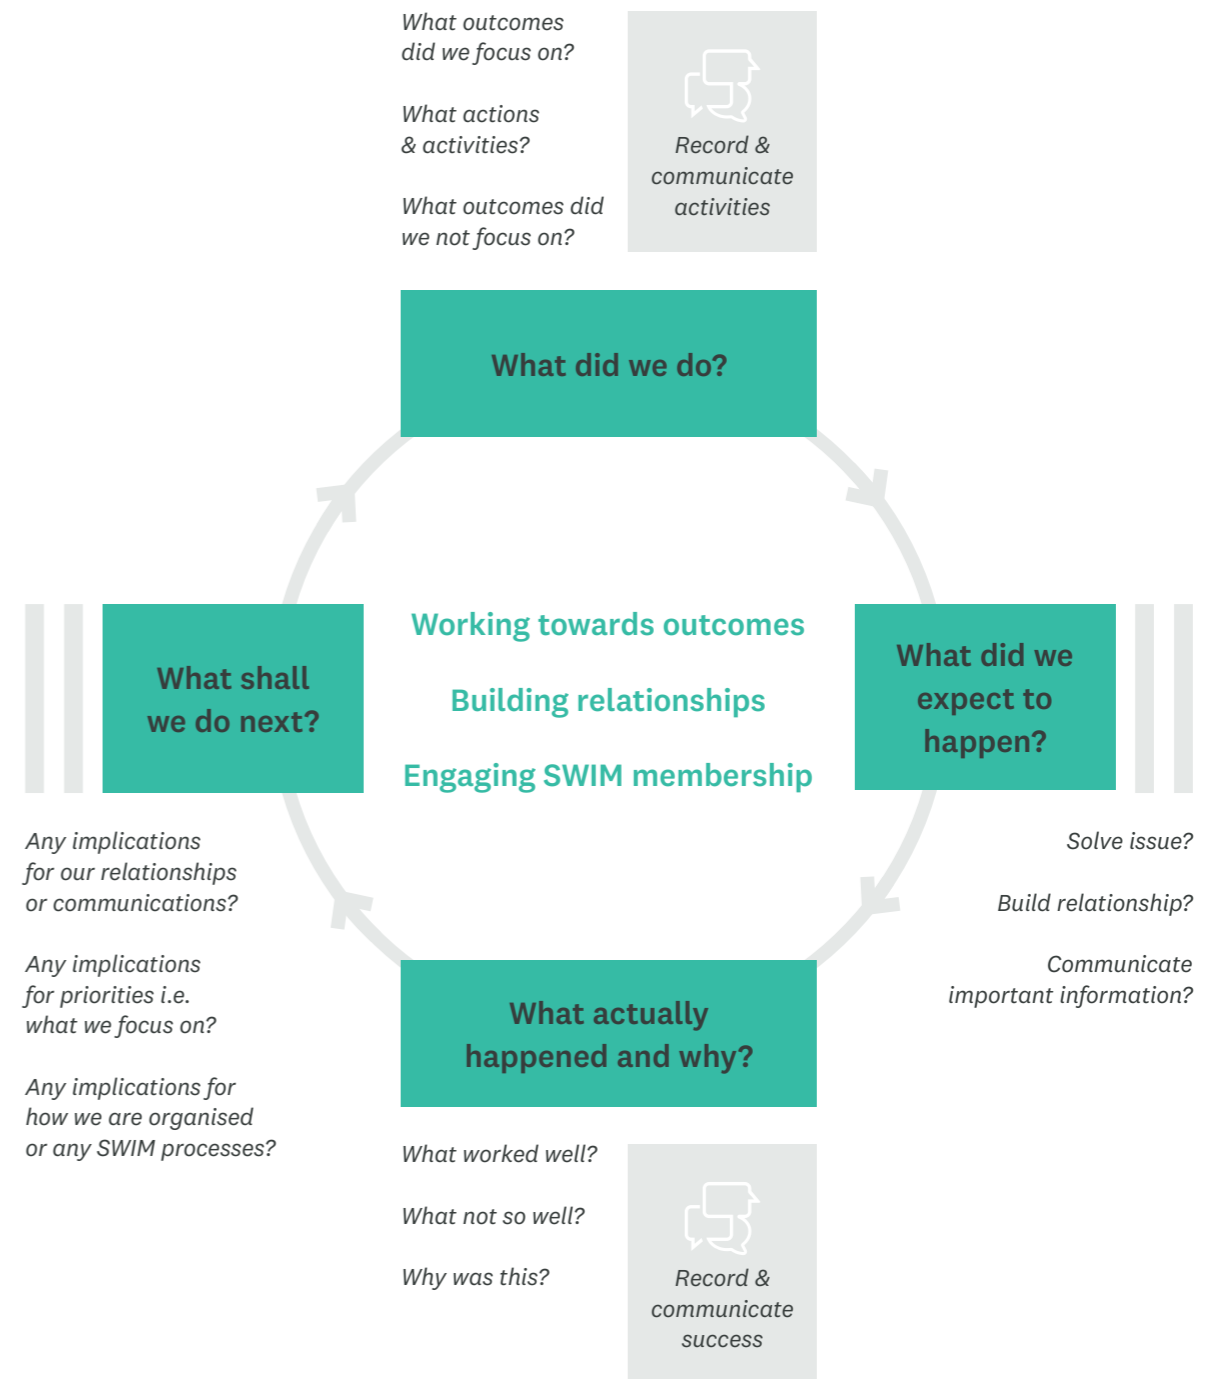 What outcomes
did we focus on?
What actions
& activities?
What outcomes did
we not focus on?
Record &
communicate
activities
What did we do?
Working towards outcomes
Building relationships
Engaging SWIM membership
What did we
expect to
happen?
Solve issue?
Build relationship?
Communicate
important information?
What actually
happened and why?
What worked well?
What not so well?
Why was this?
Record &
communicate
success
What shall
we do next?
Any implications
for our relationships
or communications?
Any implications
for priorities i.e.
what we focus on?
Any implications for
how we are organised
or any SWIM processes?